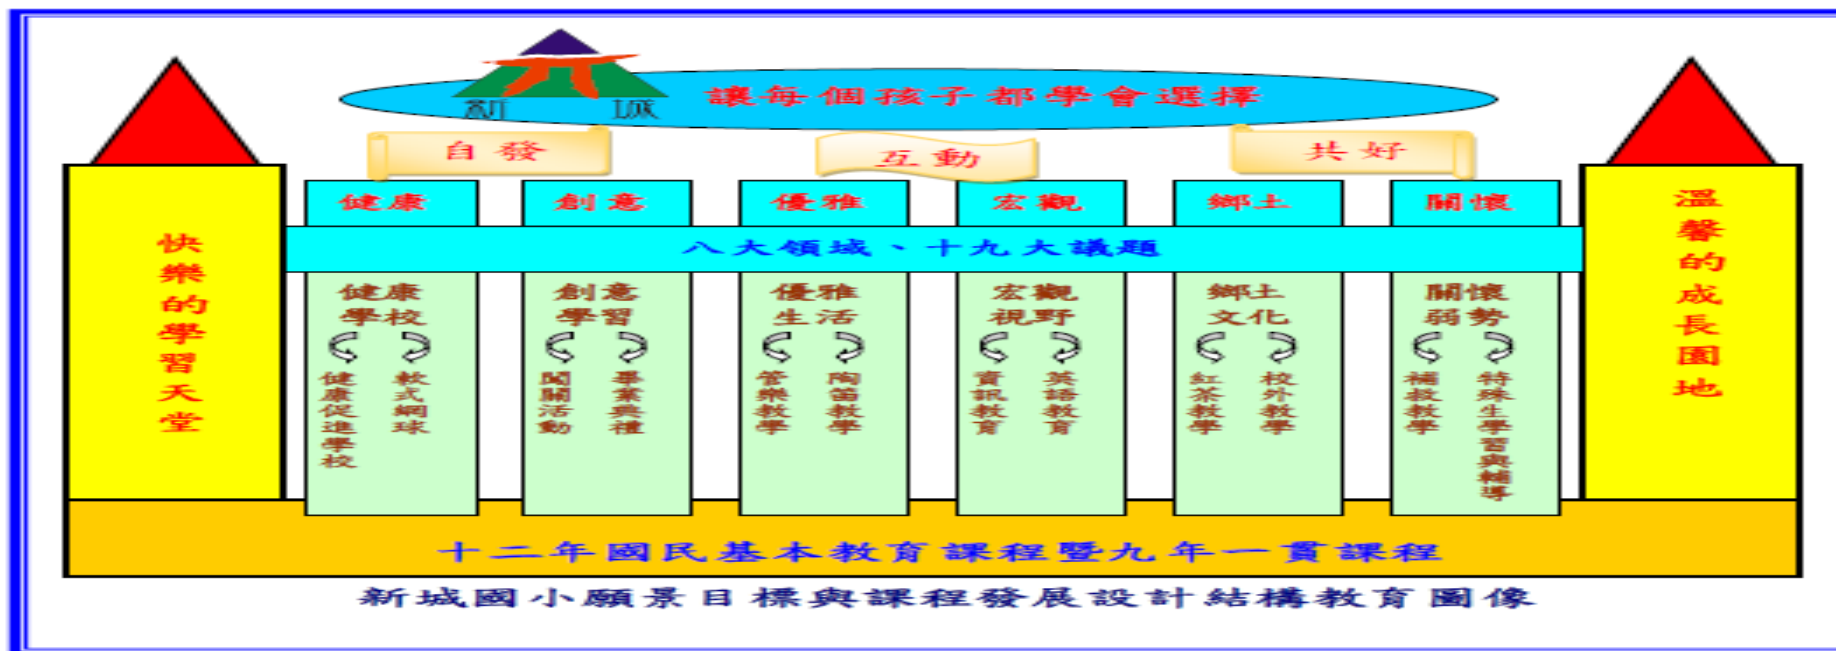 新 城
讓每個孩子都學會選擇
自發
互動
共好
快樂的學習天堂
健康
創意
優雅
宏觀
鄉土
關懷
溫馨的成長園地
八大領域、十九大議題
健康
學校
健康促進學校
軟式網球
創意
學習
闖關活動
畢業典禮
優雅
生活
管樂教學
陶笛教學
宏觀
視野
資訊教育
英語教育
鄉土
文化
紅茶教學
校外教學
關懷
弱勢
補救教學
特殊生學習與輔導
十二年國民基本教育課程暨九年一貫課程
新城國小願景目標與課程發展設計結構教育圖像